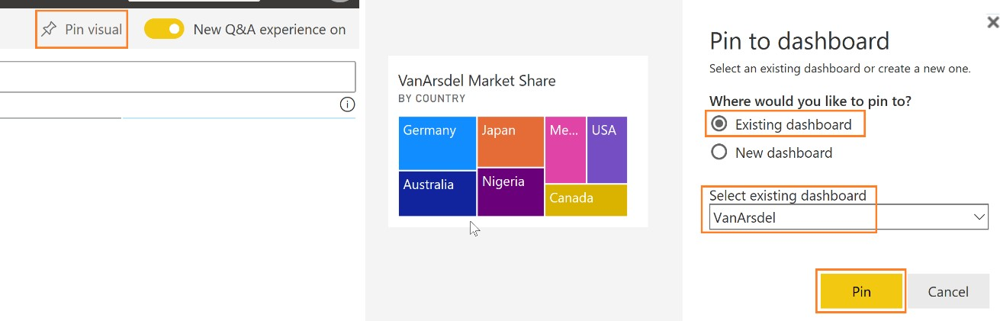 Pin visual
New Q&A experience on
VanArsdel Market Share
BY COUNTRY
Germany
Japan
Me...
USA
Australia
Nigeria
Canada
Pin to dashboard
Select an existing dashboard or create a new one.
Where would you like to pin to?
Existing dashboard
New dashboard
Select existing dashboard
VanArsdel
Pin
Cancel